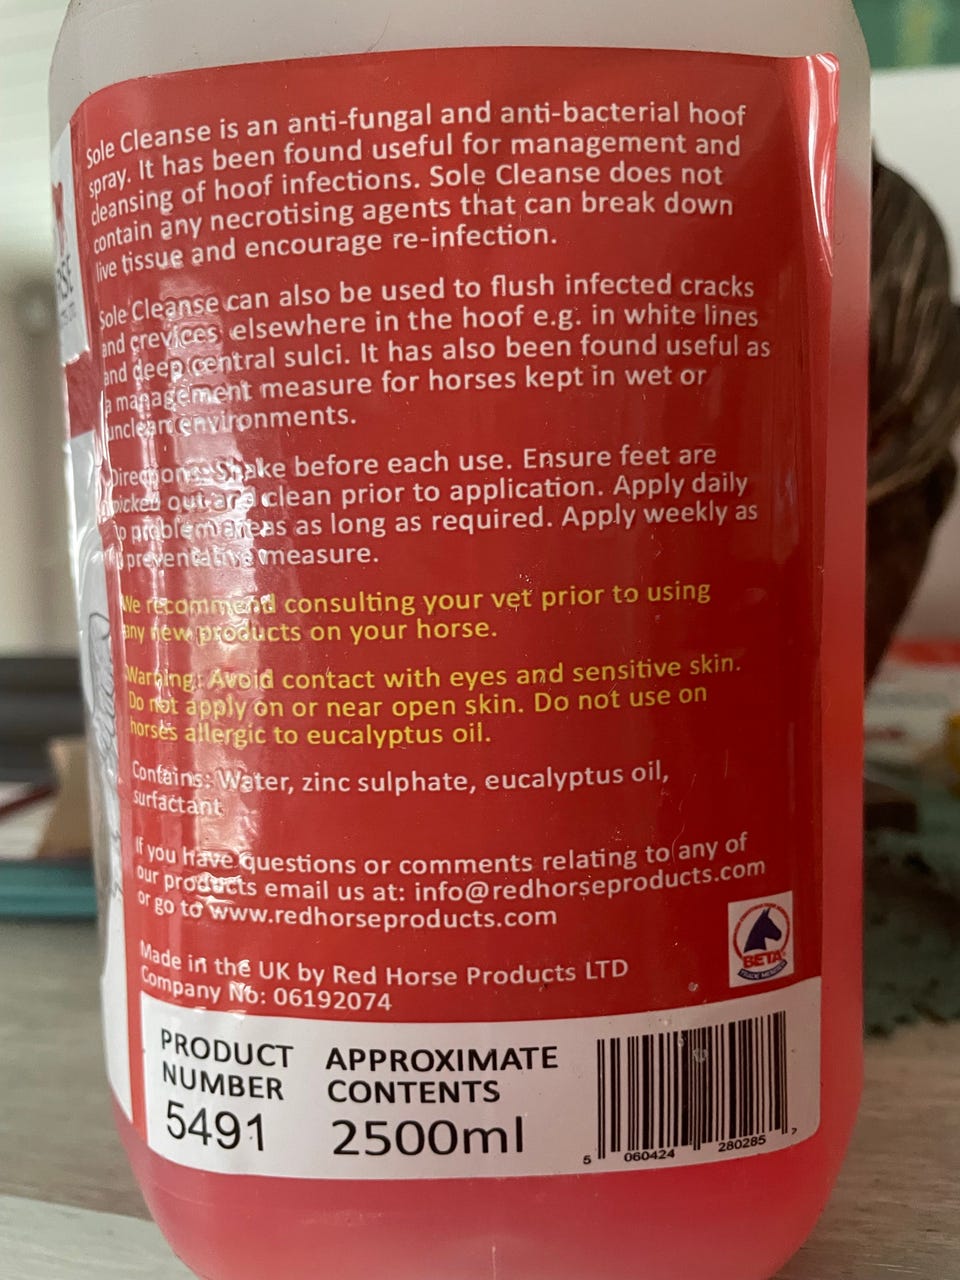 Sole Cleanse is an anti-fungal and anti-bacterial hoof
spray. It has been found useful for management and
cleansing of hoof infections. Sole Cleanse does not
contain any necrotising agents that can break down
live tissue and encourage re-infection.
Sole Cleanse can also be used to flush infected cracks
and crevices elsewhere in the hoof e.g. in white lines
and deep central sulci. It has also been found useful as
a management measure for horses kept in wet or
unclean environments.
Directions: Shake before each use. Ensure feet are
picked out and clean prior to application. Apply daily
to problem areas as long as required. Apply weekly as
a preventative measure.
We recommend consulting your vet prior to using
any new products on your horse.
Warning: Avoid contact with eyes and sensitive skin.
Do not apply on or near open skin. Do not use on
horses allergic to eucalyptus oil.
Contains: Water, zinc sulphate, eucalyptus oil,
surfactant
If you have questions or comments relating to any of
our products email us at: info@redhorseproducts.com
or go to www.redhorseproducts.com
Made in the UK by Red Horse Products LTD
Company No: 06192074
BETA
TRADE MEMBER
PRODUCT NUMBER
5491
APPROXIMATE CONTENTS
2500ml
5 060424 280285 >